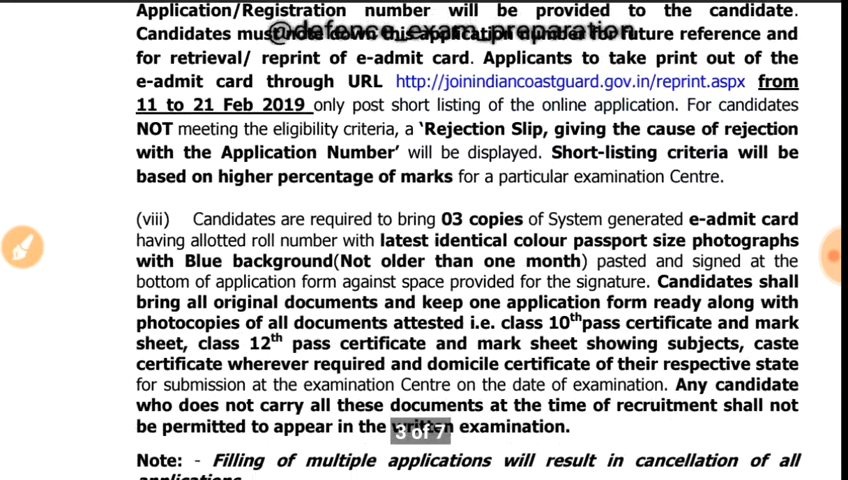 Application/Registration number will be provided to the candidate.
@defence_exam_preparation
Candidates must note down this application number for future reference and
for retrieval/ reprint of e-admit card. Applicants to take print out of the
e-admit card through URL http://joinindiancoastguard.gov.in/reprint.aspx from
11 to 21 Feb 2019 only post short listing of the online application. For candidates
NOT meeting the eligibility criteria, a ‘Rejection Slip, giving the cause of rejection
with the Application Number’ will be displayed. Short-listing criteria will be
based on higher percentage of marks for a particular examination Centre.
(viii) Candidates are required to bring 03 copies of System generated e-admit card
having allotted roll number with latest identical colour passport size photographs
with Blue background(Not older than one month) pasted and signed at the
bottom of application form against space provided for the signature. Candidates shall
bring all original documents and keep one application form ready along with
photocopies of all documents attested i.e. class 10th pass certificate and mark
sheet, class 12th pass certificate and mark sheet showing subjects, caste
certificate wherever required and domicile certificate of their respective state
for submission at the examination Centre on the date of examination. Any candidate
who does not carry all these documents at the time of recruitment shall not
be permitted to appear in the written examination.
3 of 7
Note: - Filling of multiple applications will result in cancellation of all
applications